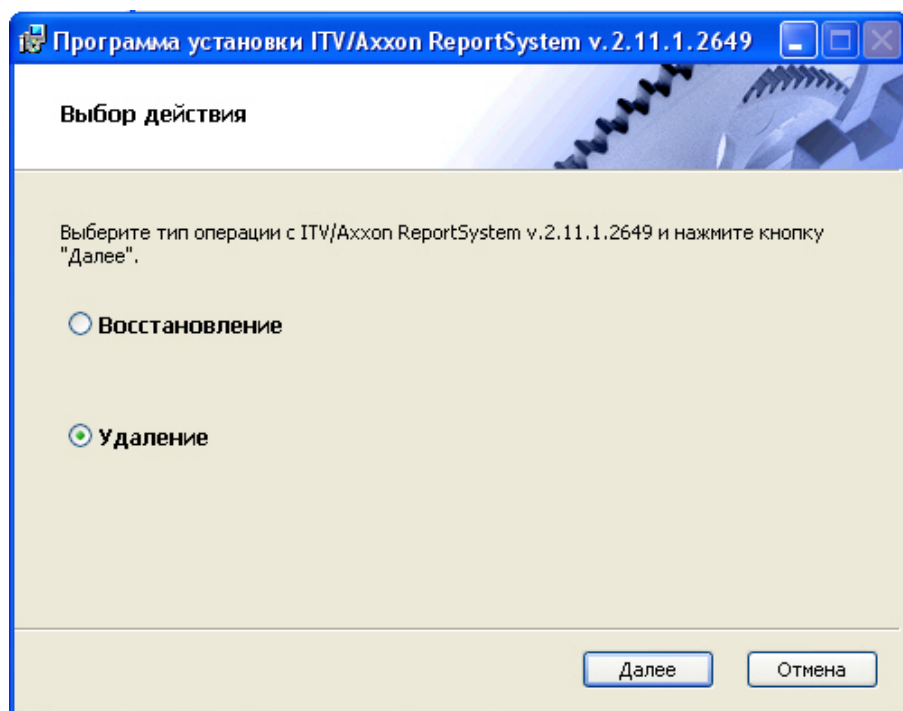 Программа установки ITV/Axxon ReportSystem v.2.11.1.2649
Выбор действия
Выберите тип операции с ITV/Axxon ReportSystem v.2.11.1.2649 и нажмите кнопку
"Далее".
Восстановление
Удаление
Далее
Отмена